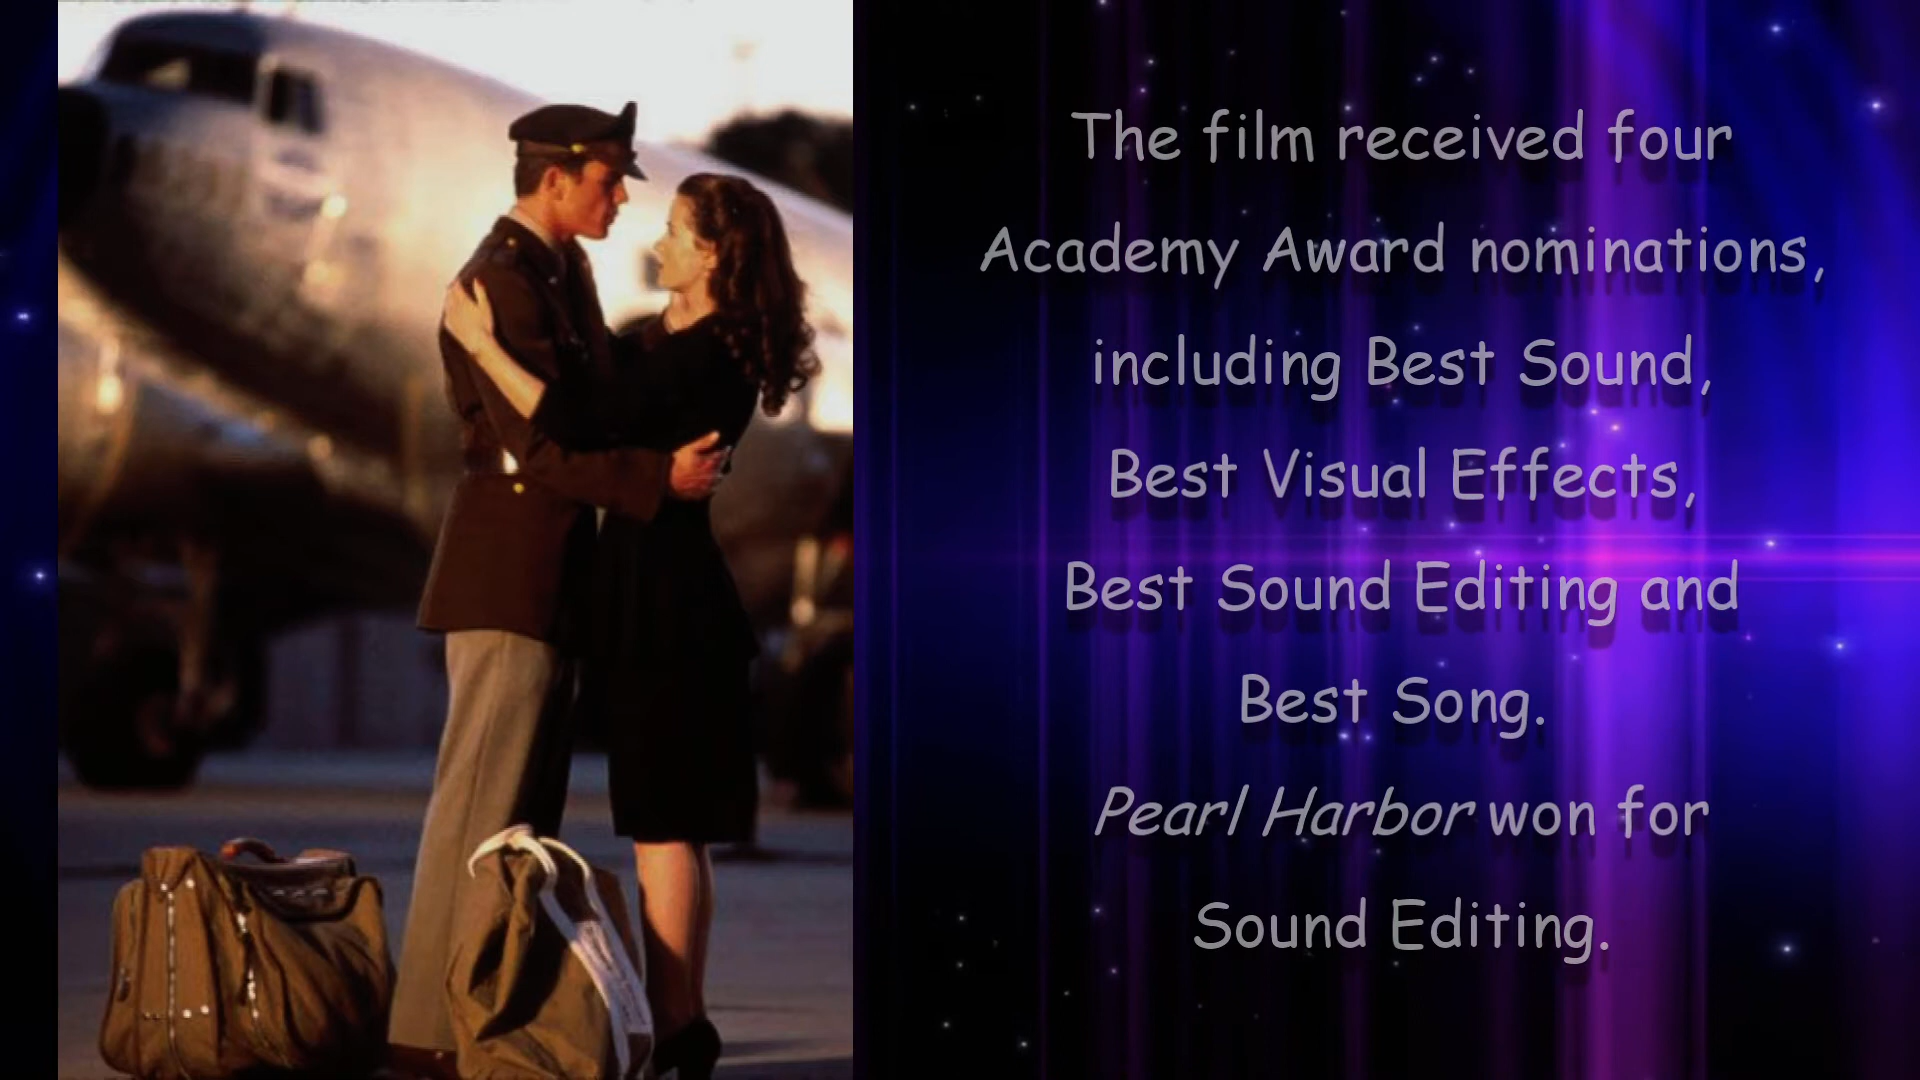 The film received four
Academy Award nominations,
including Best Sound,
Best Visual Effects,
Best Sound Editing and
Best Song.
Pearl Harbor won for
Sound Editing.